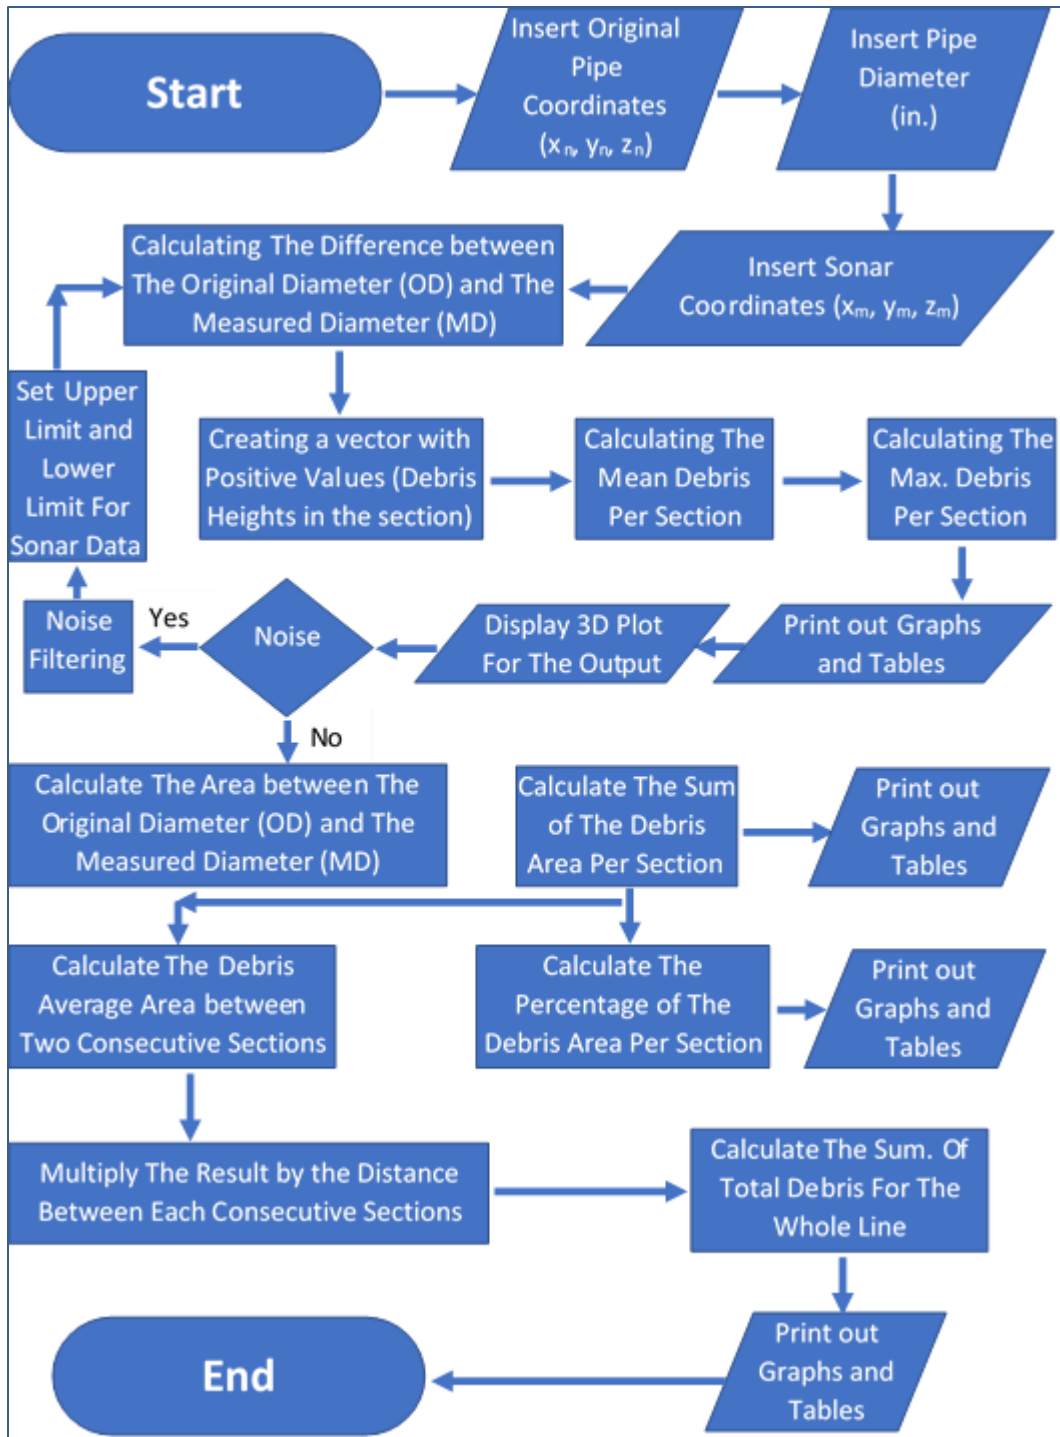 Start
Insert Original
Pipe
Coordinates
(xₙ, yₙ, zₙ)
Insert Pipe
Diameter
(in.)
Insert Sonar
Coordinates (xₘ, yₘ, zₘ)
Calculating The Difference between
The Original Diameter (OD) and The
Measured Diameter (MD)
Set Upper
Limit and
Lower
Limit For
Sonar Data
Creating a vector with
Positive Values (Debris
Heights in the section)
Calculating The
Mean Debris
Per Section
Calculating The
Max. Debris
Per Section
Print out Graphs
and Tables
Display 3D Plot
For The Output
Noise
Yes
Noise
Filtering
No
Calculate The Area between The
Original Diameter (OD) and The
Measured Diameter (MD)
Calculate The Sum
of The Debris
Area Per Section
Print out
Graphs and
Tables
Calculate The Debris
Average Area between
Two Consecutive Sections
Calculate The
Percentage of The
Debris Area Per Section
Print out
Graphs and
Tables
Multiply The Result by the Distance
Between Each Consecutive Sections
Calculate The Sum. Of
Total Debris For The
Whole Line
Print out
Graphs and
Tables
End